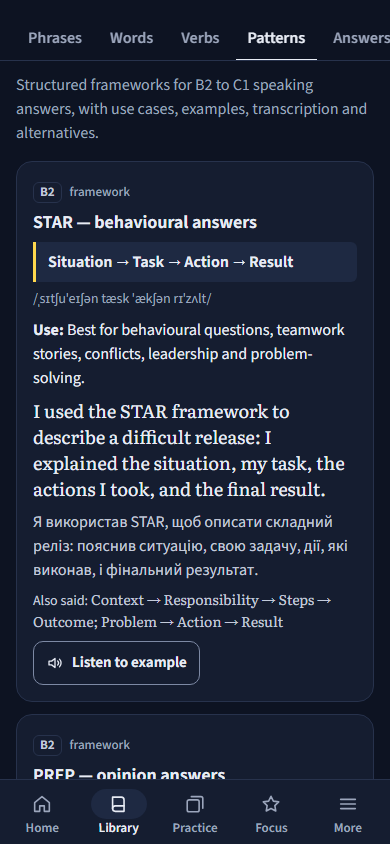 Phrases Words Verbs Patterns Answers
Structured frameworks for B2 to C1 speaking
answers, with use cases, examples, transcription and
alternatives.
B2 framework
STAR — behavioural answers
Situation → Task → Action → Result
/ˌsɪtʃuˈeɪʃən tæsk ˈækʃən rɪˈzʌlt/
Use: Best for behavioural questions, teamwork
stories, conflicts, leadership and problem-
solving.
I used the STAR framework to
describe a difficult release: I
explained the situation, my task, the
actions I took, and the final result.
Я використав STAR, щоб описати складний
реліз: пояснив ситуацію, свою задачу, дії, які
виконав, і фінальний результат.
Also said: Context → Responsibility → Steps →
Outcome; Problem → Action → Result
Listen to example
B2 framework
PREP — opinion answers
Home Library Practice Focus More